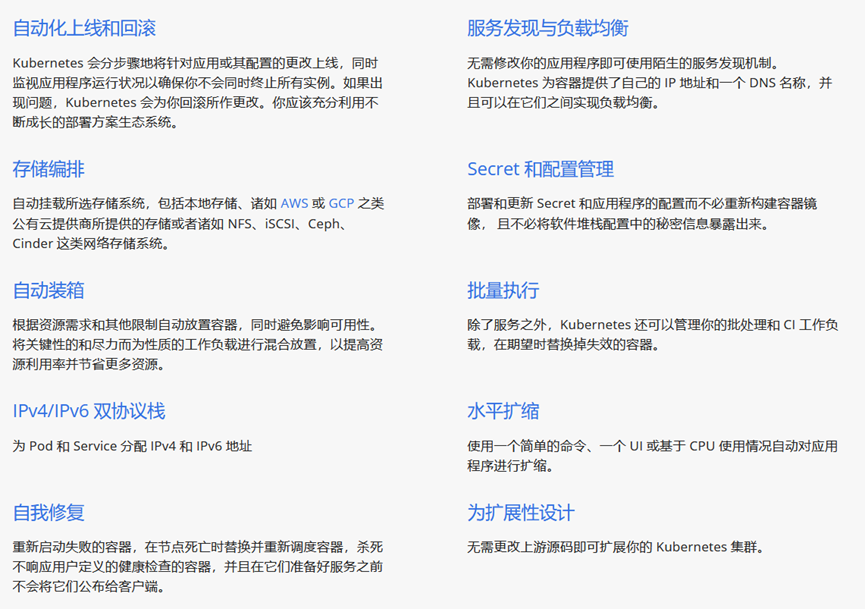 自动化上线和回滚
Kubernetes 会分步骤地将针对应用或其配置的更改上线，同时
监视应用程序运行状况以确保你不会同时终止所有实例。如果出
现问题，Kubernetes 会为你回滚所作更改。你应该充分利用不
断成长的部署方案生态系统。
服务发现与负载均衡
无需修改你的应用程序即可使用陌生的服务发现机制。
Kubernetes 为容器提供了自己的 IP 地址和一个 DNS 名称，并
且可以在它们之间实现负载均衡。
存储编排
自动挂载所选存储系统，包括本地存储、诸如 AWS 或 GCP 之类
公有云提供商所提供的存储或者诸如 NFS、iSCSI、Ceph、
Cinder 这类网络存储系统。
Secret 和配置管理
部署和更新 Secret 和应用程序的配置而不必重新构建容器镜
像， 且不必将软件堆栈配置中的秘密信息暴露出来。
自动装箱
根据资源需求和其他限制自动放置容器，同时避免影响可用性。
将关键性的和尽力而为性质的工作负载进行混合放置，以提高资
源利用率并节省更多资源。
批量执行
除了服务之外，Kubernetes 还可以管理你的批处理和 CI 工作负
载，在期望时替换掉失效的容器。
IPv4/IPv6 双协议栈
为 Pod 和 Service 分配 IPv4 和 IPv6 地址
水平扩缩
使用一个简单的命令、一个 UI 或基于 CPU 使用情况自动对应用
程序进行扩缩。
自我修复
重新启动失败的容器，在节点死亡时替换并重新调度容器，杀死
不响应用户定义的健康检查的容器，并且在它们准备好服务之前
不会将它们公布给客户端。
为扩展性设计
无需更改上游源码即可扩展你的 Kubernetes 集群。